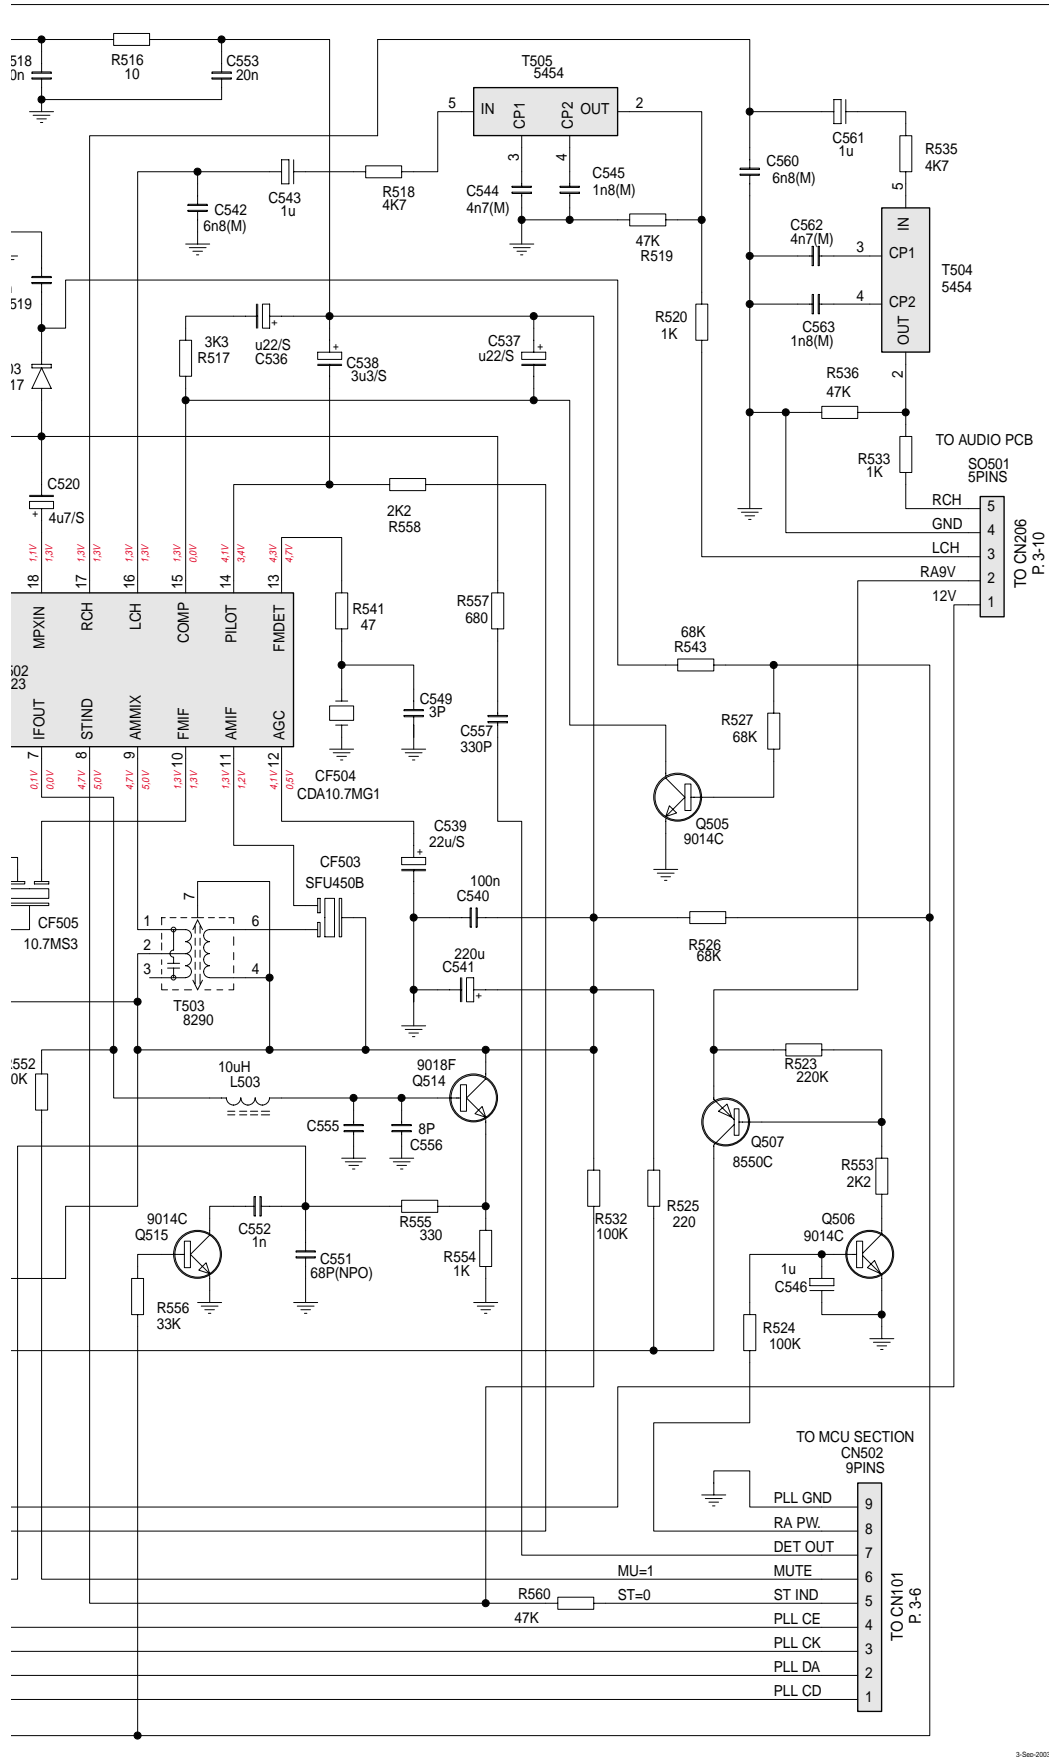 518
0n
R516
10
C553
20n
T505
5454
5
IN
CP1
CP2
OUT
2
3
4
C561
1u
R535
4K7
C560
6n8(M)
C542
6n8(M)
C543
1u
R518
4K7
C544
4n7(M)
C545
1n8(M)
5
IN
47K
R519
C562
4n7(M)
3
CP1
T504
5454
519
4
CP2
R520
1K
C563
1n8(M)
OUT
3K3
R517
u22/S
C536
+
+
C538
3u3/S
C537
u22/S
+
03
17
R536
47K
2
TO AUDIO PCB
R533
1K
SO501
5PINS
C520
4u7/S
+
2K2
R558
RCH
5
GND
4
LCH
3
RA9V
2
12V
1
TO CN206
P. 3-10
1,1V
1,3V
1,3V
1,3V
1,3V
1,3V
1,3V
0,0V
4,1V
3,4V
4,3V
4,7V
18
17
16
15
14
13
MPXIN
RCH
LCH
COMP
PILOT
FMDET
R541
47
R557
680
68K
R543
502
23
IFOUT
STIND
AMMIX
FMIF
AMIF
AGC
C549
3P
C557
330P
R527
68K
7
8
9
10
11
12
0,1V
0,0V
4,7V
5,0V
4,7V
5,0V
1,3V
1,3V
1,3V
1,2V
4,1V
0,5V
CF504
CDA10.7MG1
Q505
9014C
C539
22u/S
+
CF503
SFU450B
100n
C540
CF505
10.7MS3
7
1
2
3
6
4
R526
68K
220u
C541
+
T503
8290
R552
0K
10uH
L503
9018F
Q514
R523
220K
C555
8P
C556
Q507
8550C
R553
2K2
9014C
Q515
C552
1n
R555
330
R532
100K
R525
220
Q506
9014C
C551
68P(NPO)
R554
1K
1u
C546
R556
33K
R524
100K
TO MCU SECTION
CN502
9PINS
PLL GND
9
RA PW.
8
DET OUT
7
MU=1
MUTE
6
R560
47K
ST=0
ST IND
5
PLL CE
4
PLL CK
3
PLL DA
2
PLL CD
1
TO CN101
P. 3-6